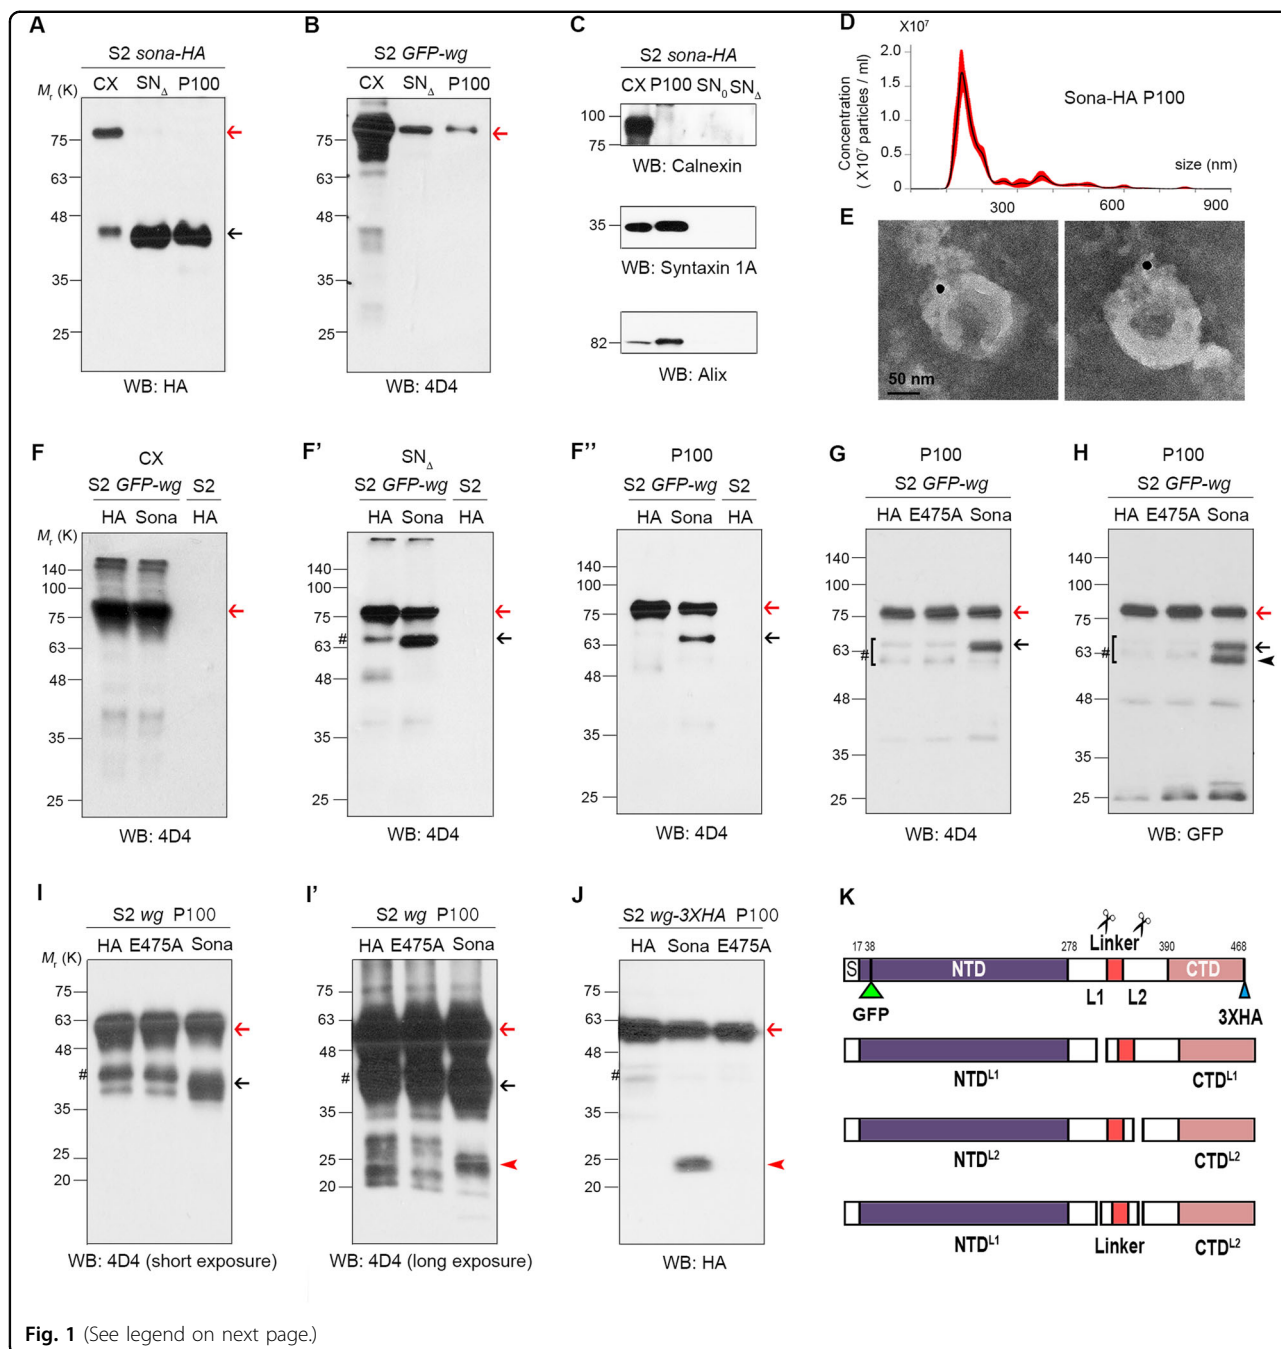 A
S2 sona-HA
CX SN△ P100
Mr (K)
75
63
48
35
25
WB: HA
B
S2 GFP-wg
CX SN△ P100
75
63
48
35
25
WB: 4D4
C
S2 sona-HA
CX P100 SN0 SN△
100
75
WB: Calnexin
35
WB: Syntaxin 1A
82
WB: Alix
D
X10⁷
Concentration
( X10⁷ particles / ml)
2.0
1.5
1.0
0.5
0
Sona-HA P100
size (nm)
300 600 900
E
50 nm
F
CX
S2 GFP-wg S2
HA Sona HA
Mr (K)
140
100
75
63
48
35
25
WB: 4D4
F'
SN△
S2 GFP-wg S2
HA Sona HA
140
100
75
#
63
48
35
25
WB: 4D4
F''
P100
S2 GFP-wg S2
HA Sona HA
140
100
75
63
48
35
25
WB: 4D4
G
P100
S2 GFP-wg
HA E475A Sona
140
100
75
63 #
48
35
25
WB: 4D4
H
P100
S2 GFP-wg
HA E475A Sona
140
100
75
63 #
48
35
25
WB: GFP
I
S2 wg P100
HA E475A Sona
Mr (K)
75
63
48
#
35
25
20
WB: 4D4 (short exposure)
I'
S2 wg P100
HA E475A Sona
75
63
48
#
35
25
20
WB: 4D4 (long exposure)
J
S2 wg-3XHA P100
HA Sona E475A
75
63
48
#
35
25
20
WB: HA
K
17 38 278 Linker 390 468
S NTD CTD
GFP L1 L2 3XHA
NTDL1 CTDL1
NTDL2 CTDL2
NTDL1 Linker CTDL2
Fig. 1 (See legend on next page.)